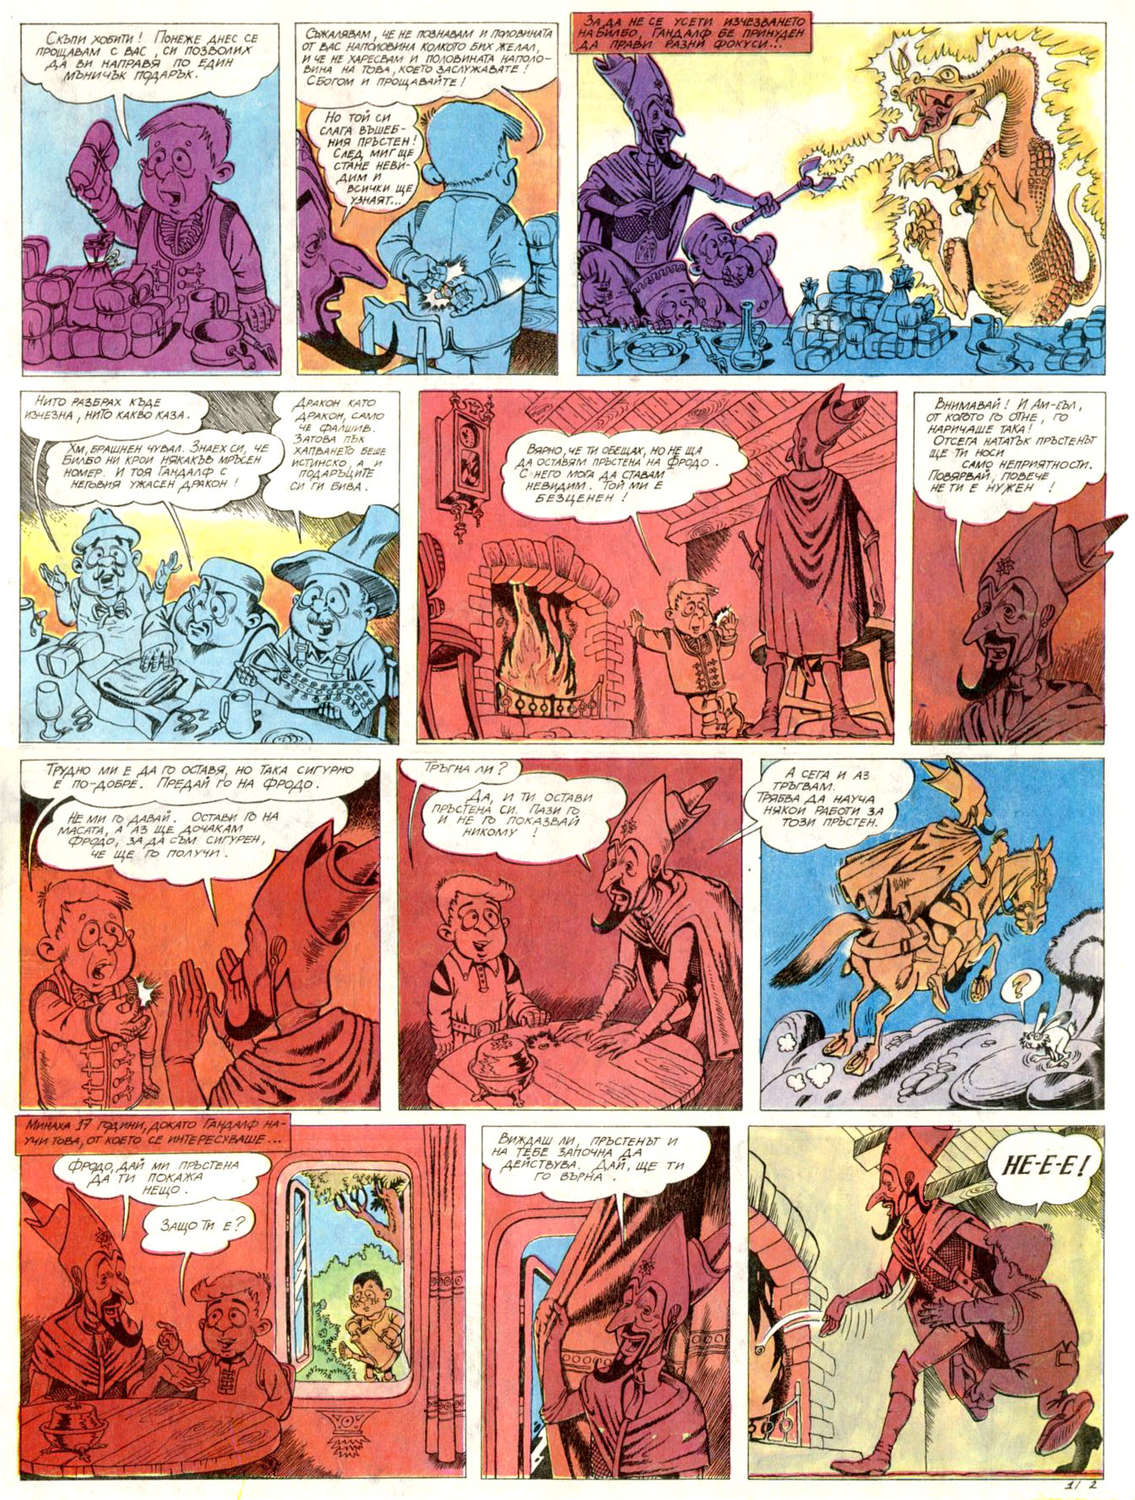 Скъпи хобити! Понеже днес се
прощавам с вас, си позволих
да ви направя по един
мъничък подарък.
Съжалявам, че не познавам и половината
от вас наполовина колкото бих желал,
и че не харесвам и половината наполо-
вина на това, което заслужавате!
Сбогом и прощавайте!
Но той си
слага вълшеб-
ния пръстен!
След миг ще
стане неви-
дим и
всички ще
узнаят...
За да не се усети изчезването
на Билбо, Гандалф бе принуден
да прави разни фокуси...
Нито разбрах къде
изчезна, нито какво каза.
Хм, брашнен чувал. Знаех си, че
Билбо ни крои някакъв мръсен
номер. И тоя Гандалф с
неговия ужасен дракон!
Дракон като
дракон, само
че фалшив.
Затова пък
хапването беше
истинско, а и
подаръците
си ги бива.
Вярно, че ти обещах, но не ща
да оставям пръстена на Фродо.
С него мога да ставам
невидим. Той ми е
безценен!
Внимавай! И Ам-гъл,
от когото го отне, го
наричаше така!
Отсега нататък пръстенът
ще ти носи
само неприятности.
Повярвай, повече
не ти е нужен!
Трудно ми е да го оставя, но така сигурно
е по-добре. Предай го на Фродо.
Не ми го давай. Остави го на
масата, а аз ще дочакам
Фродо, за да съм сигурен,
че ще го получи.
Тръгна ли?
Да, и ти остави
пръстена си. Пази го
и не го показвай
никому!
А сега и аз
тръгвам.
Трябва да науча
някои работи за
този пръстен.
?
Минаха 17 години, докато Гандалф на-
учи това, от което се интересуваше...
Фродо, дай ми пръстена
да ти покажа
нещо.
Защо ти е?
Виждаш ли, пръстенът и
на тебе започна да
действува. Дай, ще ти
го върна.
НЕ-Е-Е!
1/2